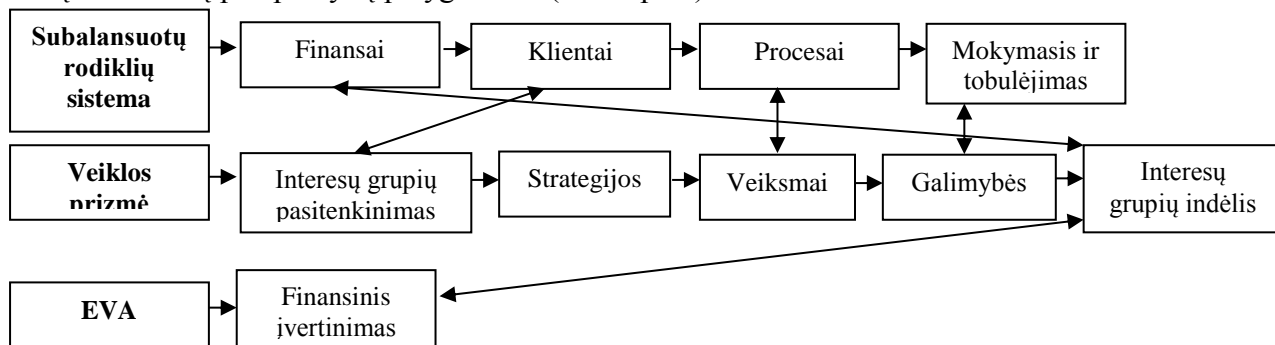 Subalansuotų
rodiklių
sistema
Finansai
Klientai
Procesai
Mokymasis ir
tobulėjimas
Veiklos
prizmė
Interesų grupių
pasitenkinimas
Strategijos
Veiksmai
Galimybės
Interesų
grupių indėlis
EVA
Finansinis
įvertinimas